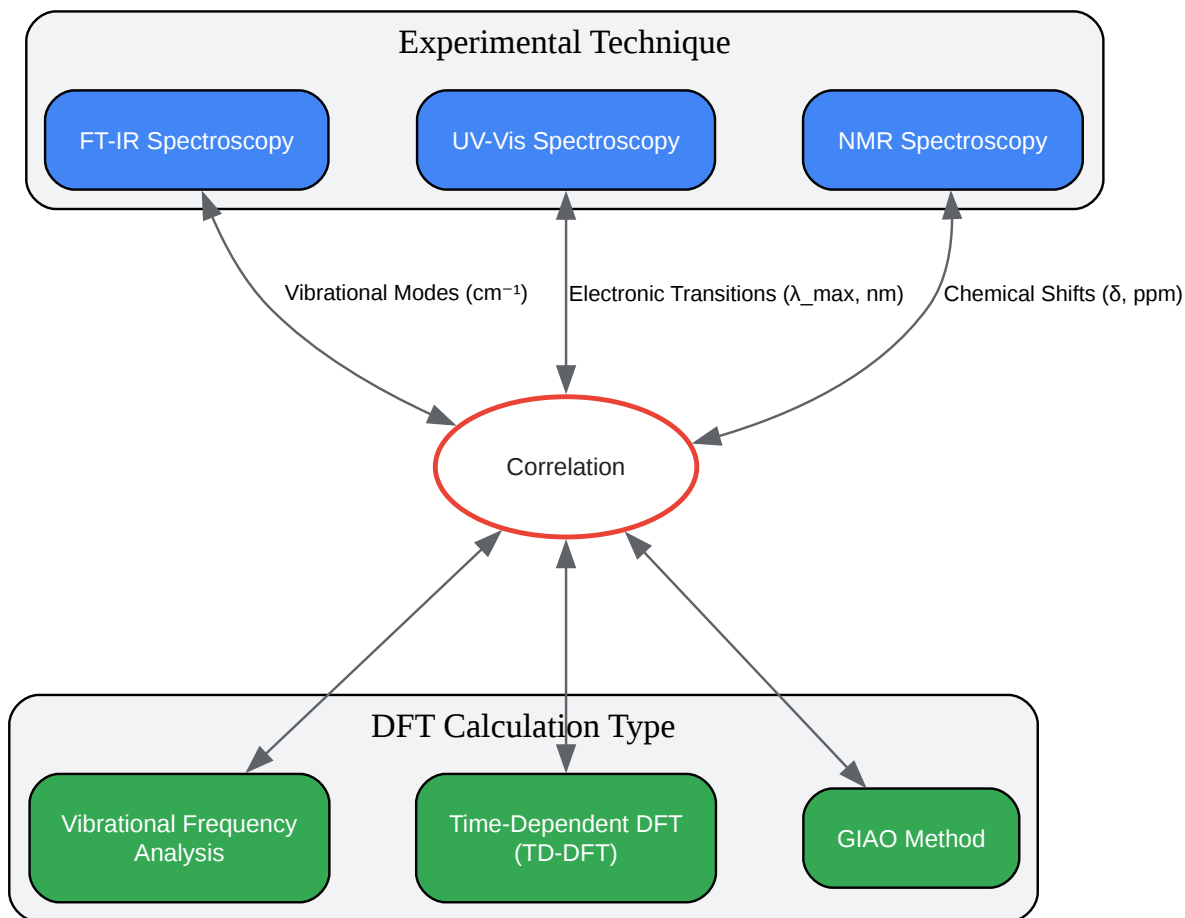 Experimental Technique
FT-IR Spectroscopy
UV-Vis Spectroscopy
NMR Spectroscopy
Vibrational Modes (cm⁻¹)
Electronic Transitions (λ_max, nm)
Chemical Shifts (δ, ppm)
Correlation
DFT Calculation Type
Vibrational Frequency
Analysis
Time-Dependent DFT
(TD-DFT)
GIAO Method